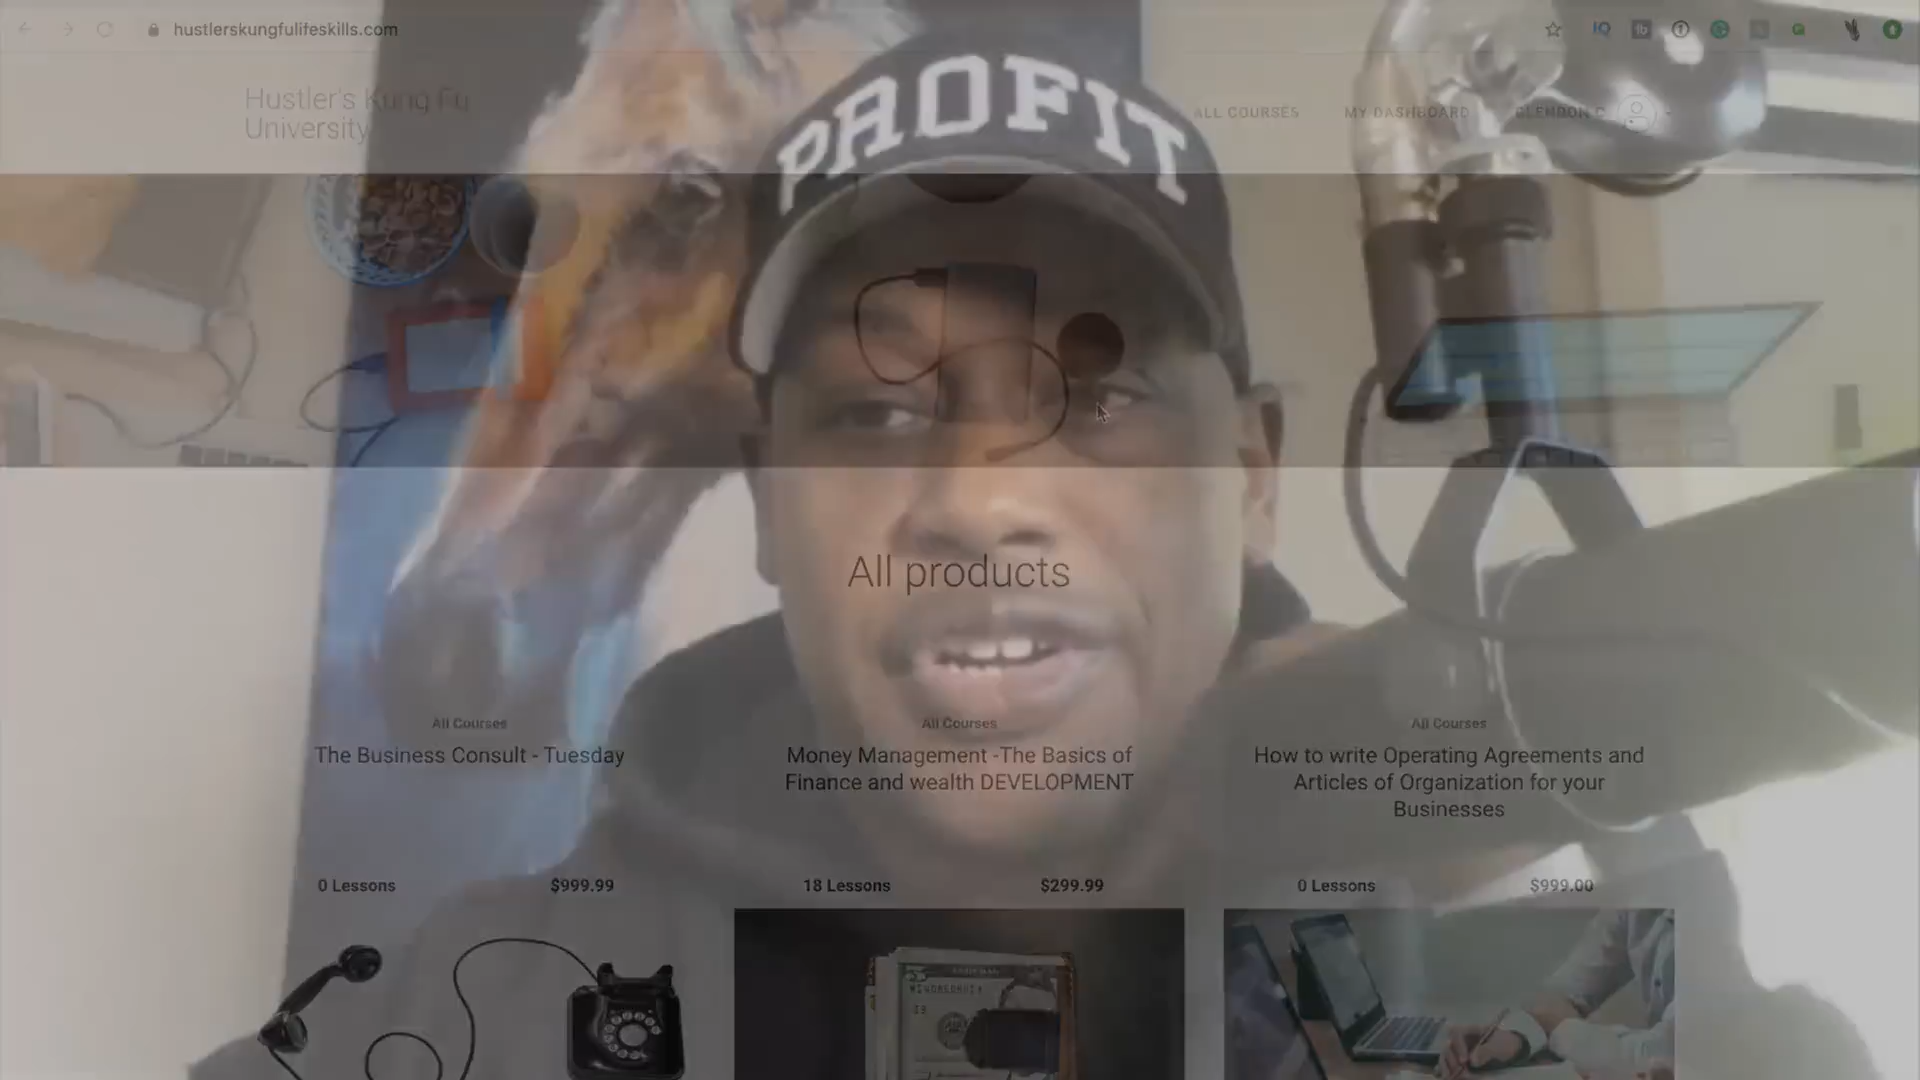 hustlerskungfulifeskills.com
Hustler's Kung Fu
University
ALL COURSES
MY DASHBOARD
GLENDON C
PROFIT
All products
All Courses
The Business Consult - Tuesday
0 Lessons
$999.99
All Courses
Money Management -The Basics of
Finance and wealth DEVELOPMENT
18 Lessons
$299.99
All Courses
How to write Operating Agreements and
Articles of Organization for your
Businesses
0 Lessons
$999.00